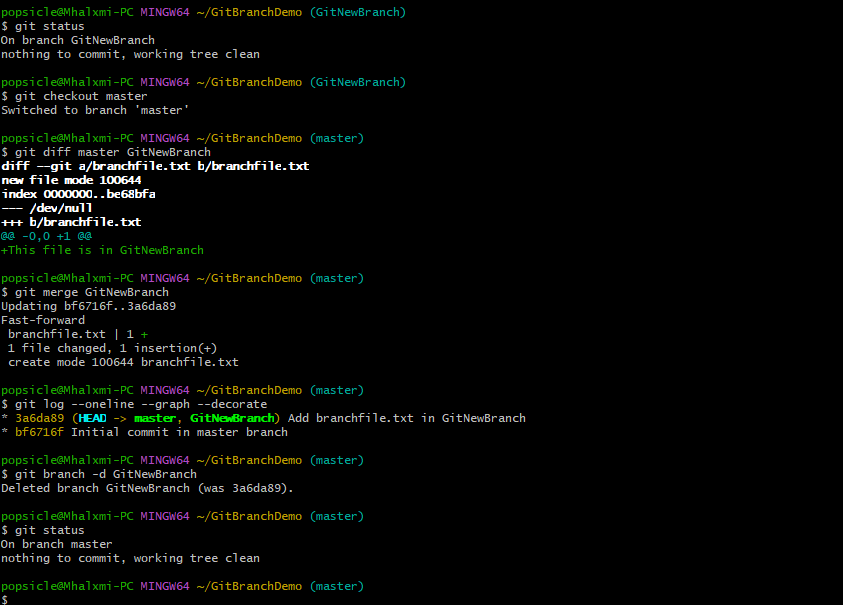 popsicle@Mhalxmi-PC MINGW64 ~/GitBranchDemo (GitNewBranch)
$ git status
On branch GitNewBranch
nothing to commit, working tree clean
popsicle@Mhalxmi-PC MINGW64 ~/GitBranchDemo (GitNewBranch)
$ git checkout master
Switched to branch 'master'
popsicle@Mhalxmi-PC MINGW64 ~/GitBranchDemo (master)
$ git diff master GitNewBranch
diff --git a/branchfile.txt b/branchfile.txt
new file mode 100644
index 0000000..be68bfa
--- /dev/null
+++ b/branchfile.txt
@@ -0,0 +1 @@
+This file is in GitNewBranch
popsicle@Mhalxmi-PC MINGW64 ~/GitBranchDemo (master)
$ git merge GitNewBranch
Updating bf6716f..3a6da89
Fast-forward
 branchfile.txt | 1 +
 1 file changed, 1 insertion(+)
 create mode 100644 branchfile.txt
popsicle@Mhalxmi-PC MINGW64 ~/GitBranchDemo (master)
$ git log --oneline --graph --decorate
* 3a6da89 (HEAD -> master, GitNewBranch) Add branchfile.txt in GitNewBranch
* bf6716f Initial commit in master branch
popsicle@Mhalxmi-PC MINGW64 ~/GitBranchDemo (master)
$ git branch -d GitNewBranch
Deleted branch GitNewBranch (was 3a6da89).
popsicle@Mhalxmi-PC MINGW64 ~/GitBranchDemo (master)
$ git status
On branch master
nothing to commit, working tree clean
popsicle@Mhalxmi-PC MINGW64 ~/GitBranchDemo (master)
$